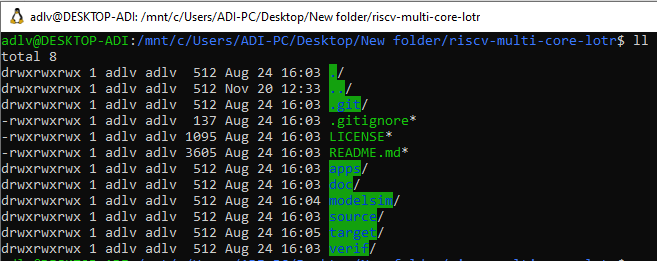 adlv@DESKTOP-ADI: /mnt/c/Users/ADI-PC/Desktop/New folder/riscv-multi-core-lotr
adlv@DESKTOP-ADI:/mnt/c/Users/ADI-PC/Desktop/New folder/riscv-multi-core-lotr$ ll
total 8
drwxrwxrwx 1 adlv adlv  512 Aug 24 16:03 ./
drwxrwxrwx 1 adlv adlv  512 Nov 20 12:33 ../
drwxrwxrwx 1 adlv adlv  512 Aug 24 16:03 .git/
-rwxrwxrwx 1 adlv adlv  137 Aug 24 16:03 .gitignore*
-rwxrwxrwx 1 adlv adlv 1095 Aug 24 16:03 LICENSE*
-rwxrwxrwx 1 adlv adlv 3605 Aug 24 16:03 README.md*
drwxrwxrwx 1 adlv adlv  512 Aug 24 16:03 apps/
drwxrwxrwx 1 adlv adlv  512 Aug 24 16:03 doc/
drwxrwxrwx 1 adlv adlv  512 Aug 24 16:04 modelsim/
drwxrwxrwx 1 adlv adlv  512 Aug 24 16:03 source/
drwxrwxrwx 1 adlv adlv  512 Aug 24 16:05 target/
drwxrwxrwx 1 adlv adlv  512 Aug 24 16:03 verif/